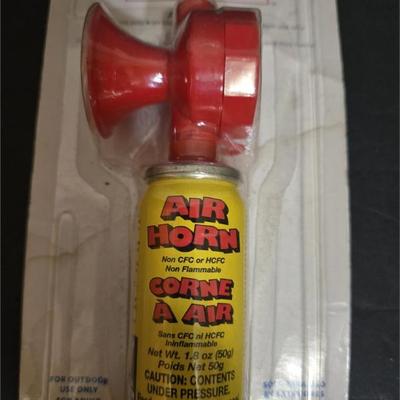 AIR
HORN
Non CFC or HCFC
Non Flammable
CORNE
À AIR
Sans CFC ni HCFC
Ininflammable
Net Wt. 1.8 oz (50g)
Poids Net 50g
CAUTION: CONTENTS
UNDER PRESSURE.
FOR OUTDOOR
USE ONLY